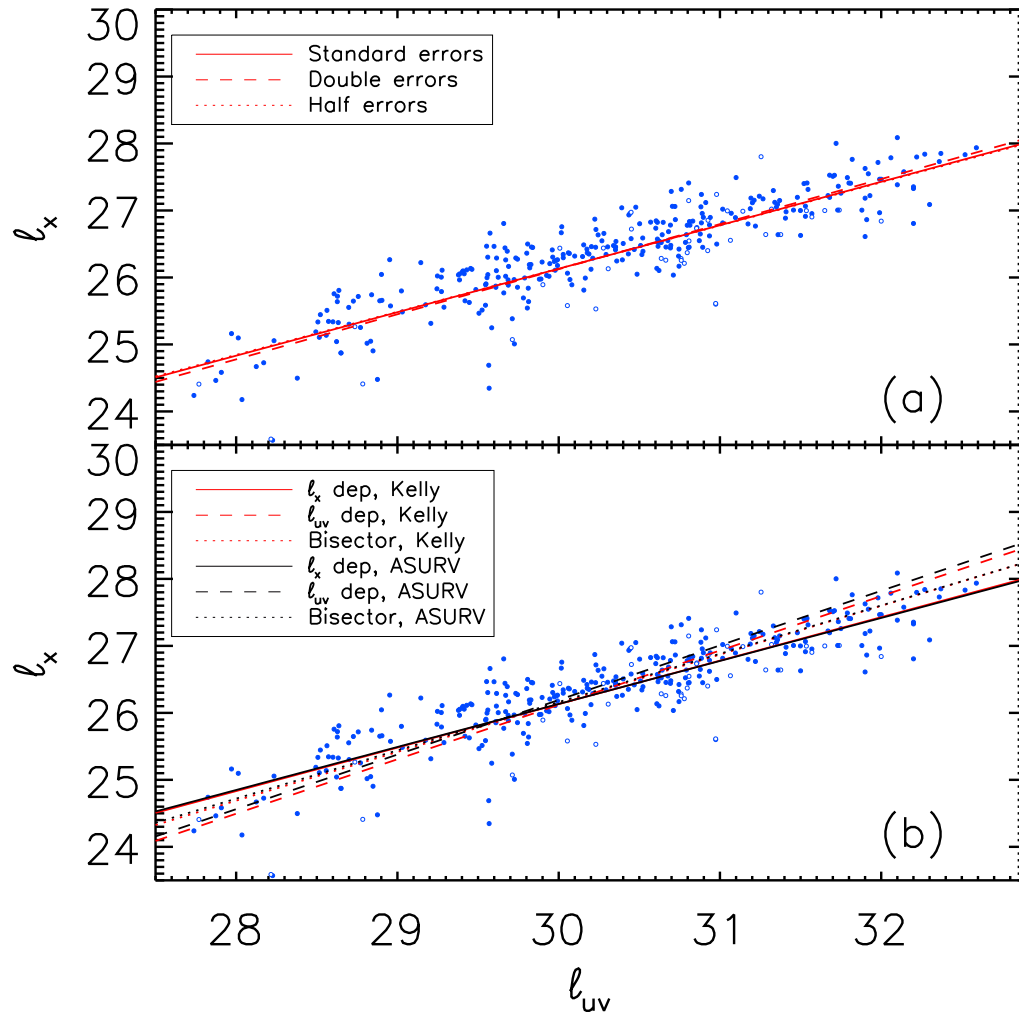 30
29
28
27
26
25
24
ℓx
Standard errors
Double errors
Half errors
(a)
30
29
28
27
26
25
24
ℓx
ℓx dep, Kelly
ℓuv dep, Kelly
Bisector, Kelly
ℓx dep, ASURV
ℓuv dep, ASURV
Bisector, ASURV
(b)
28 29 30 31 32
ℓuv